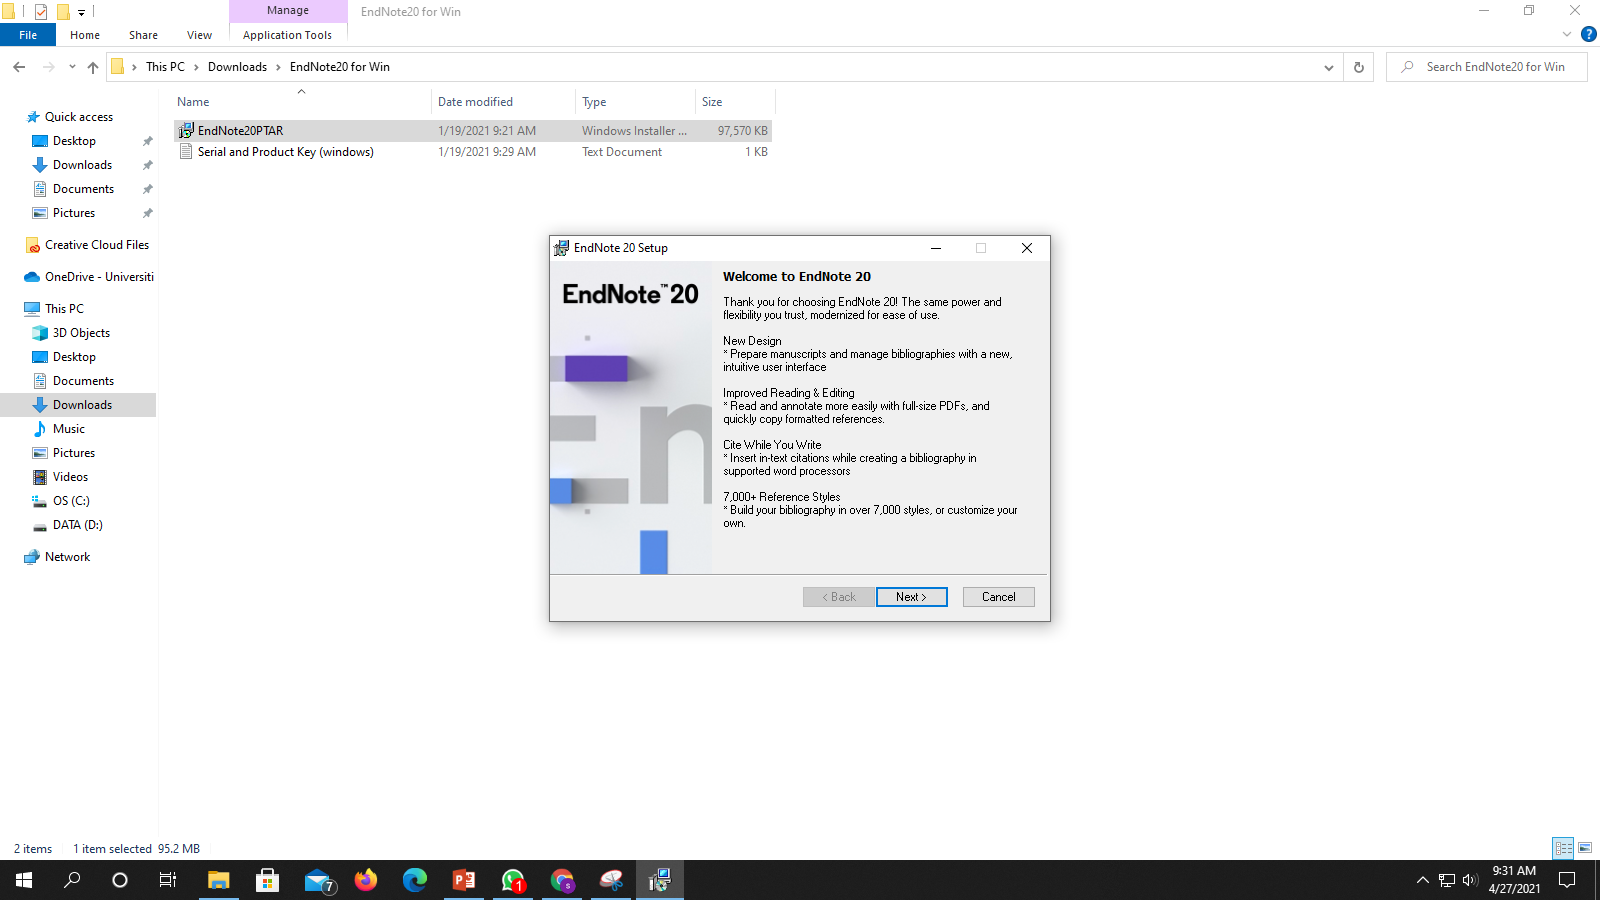 Manage
EndNote20 for Win
File
Home
Share
View
Application Tools
This PC
Downloads
EndNote20 for Win
Search EndNote20 for Win
Name
Date modified
Type
Size
EndNote20PTAR
1/19/2021 9:21 AM
Windows Installer ...
97,570 KB
Serial and Product Key (windows)
1/19/2021 9:29 AM
Text Document
1 KB
Quick access
Desktop
Downloads
Documents
Pictures
Creative Cloud Files
OneDrive - Universiti
This PC
3D Objects
Desktop
Documents
Downloads
Music
Pictures
Videos
OS (C:)
DATA (D:)
Network
EndNote 20 Setup
EndNote™ 20
En
Welcome to EndNote 20
Thank you for choosing EndNote 20! The same power and
flexibility you trust, modernized for ease of use.
New Design
* Prepare manuscripts and manage bibliographies with a new,
intuitive user interface
Improved Reading & Editing
* Read and annotate more easily with full-size PDFs, and
quickly copy formatted references.
Cite While You Write
* Insert in-text citations while creating a bibliography in
supported word processors
7,000+ Reference Styles
* Build your bibliography in over 7,000 styles, or customize your
own.
< Back
Next >
Cancel
2 items
1 item selected 95.2 MB
7
1
s
9:31 AM
4/27/2021